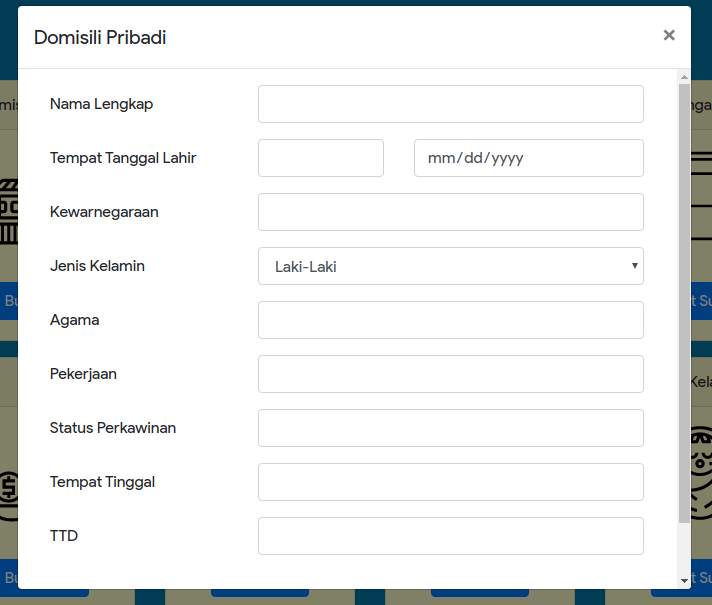 Domisili Pribadi
×
Nama Lengkap
Tempat Tanggal Lahir mm/dd/yyyy
Kewarnegaraan
Jenis Kelamin Laki-Laki
Agama
Pekerjaan
Status Perkawinan
Tempat Tinggal
TTD